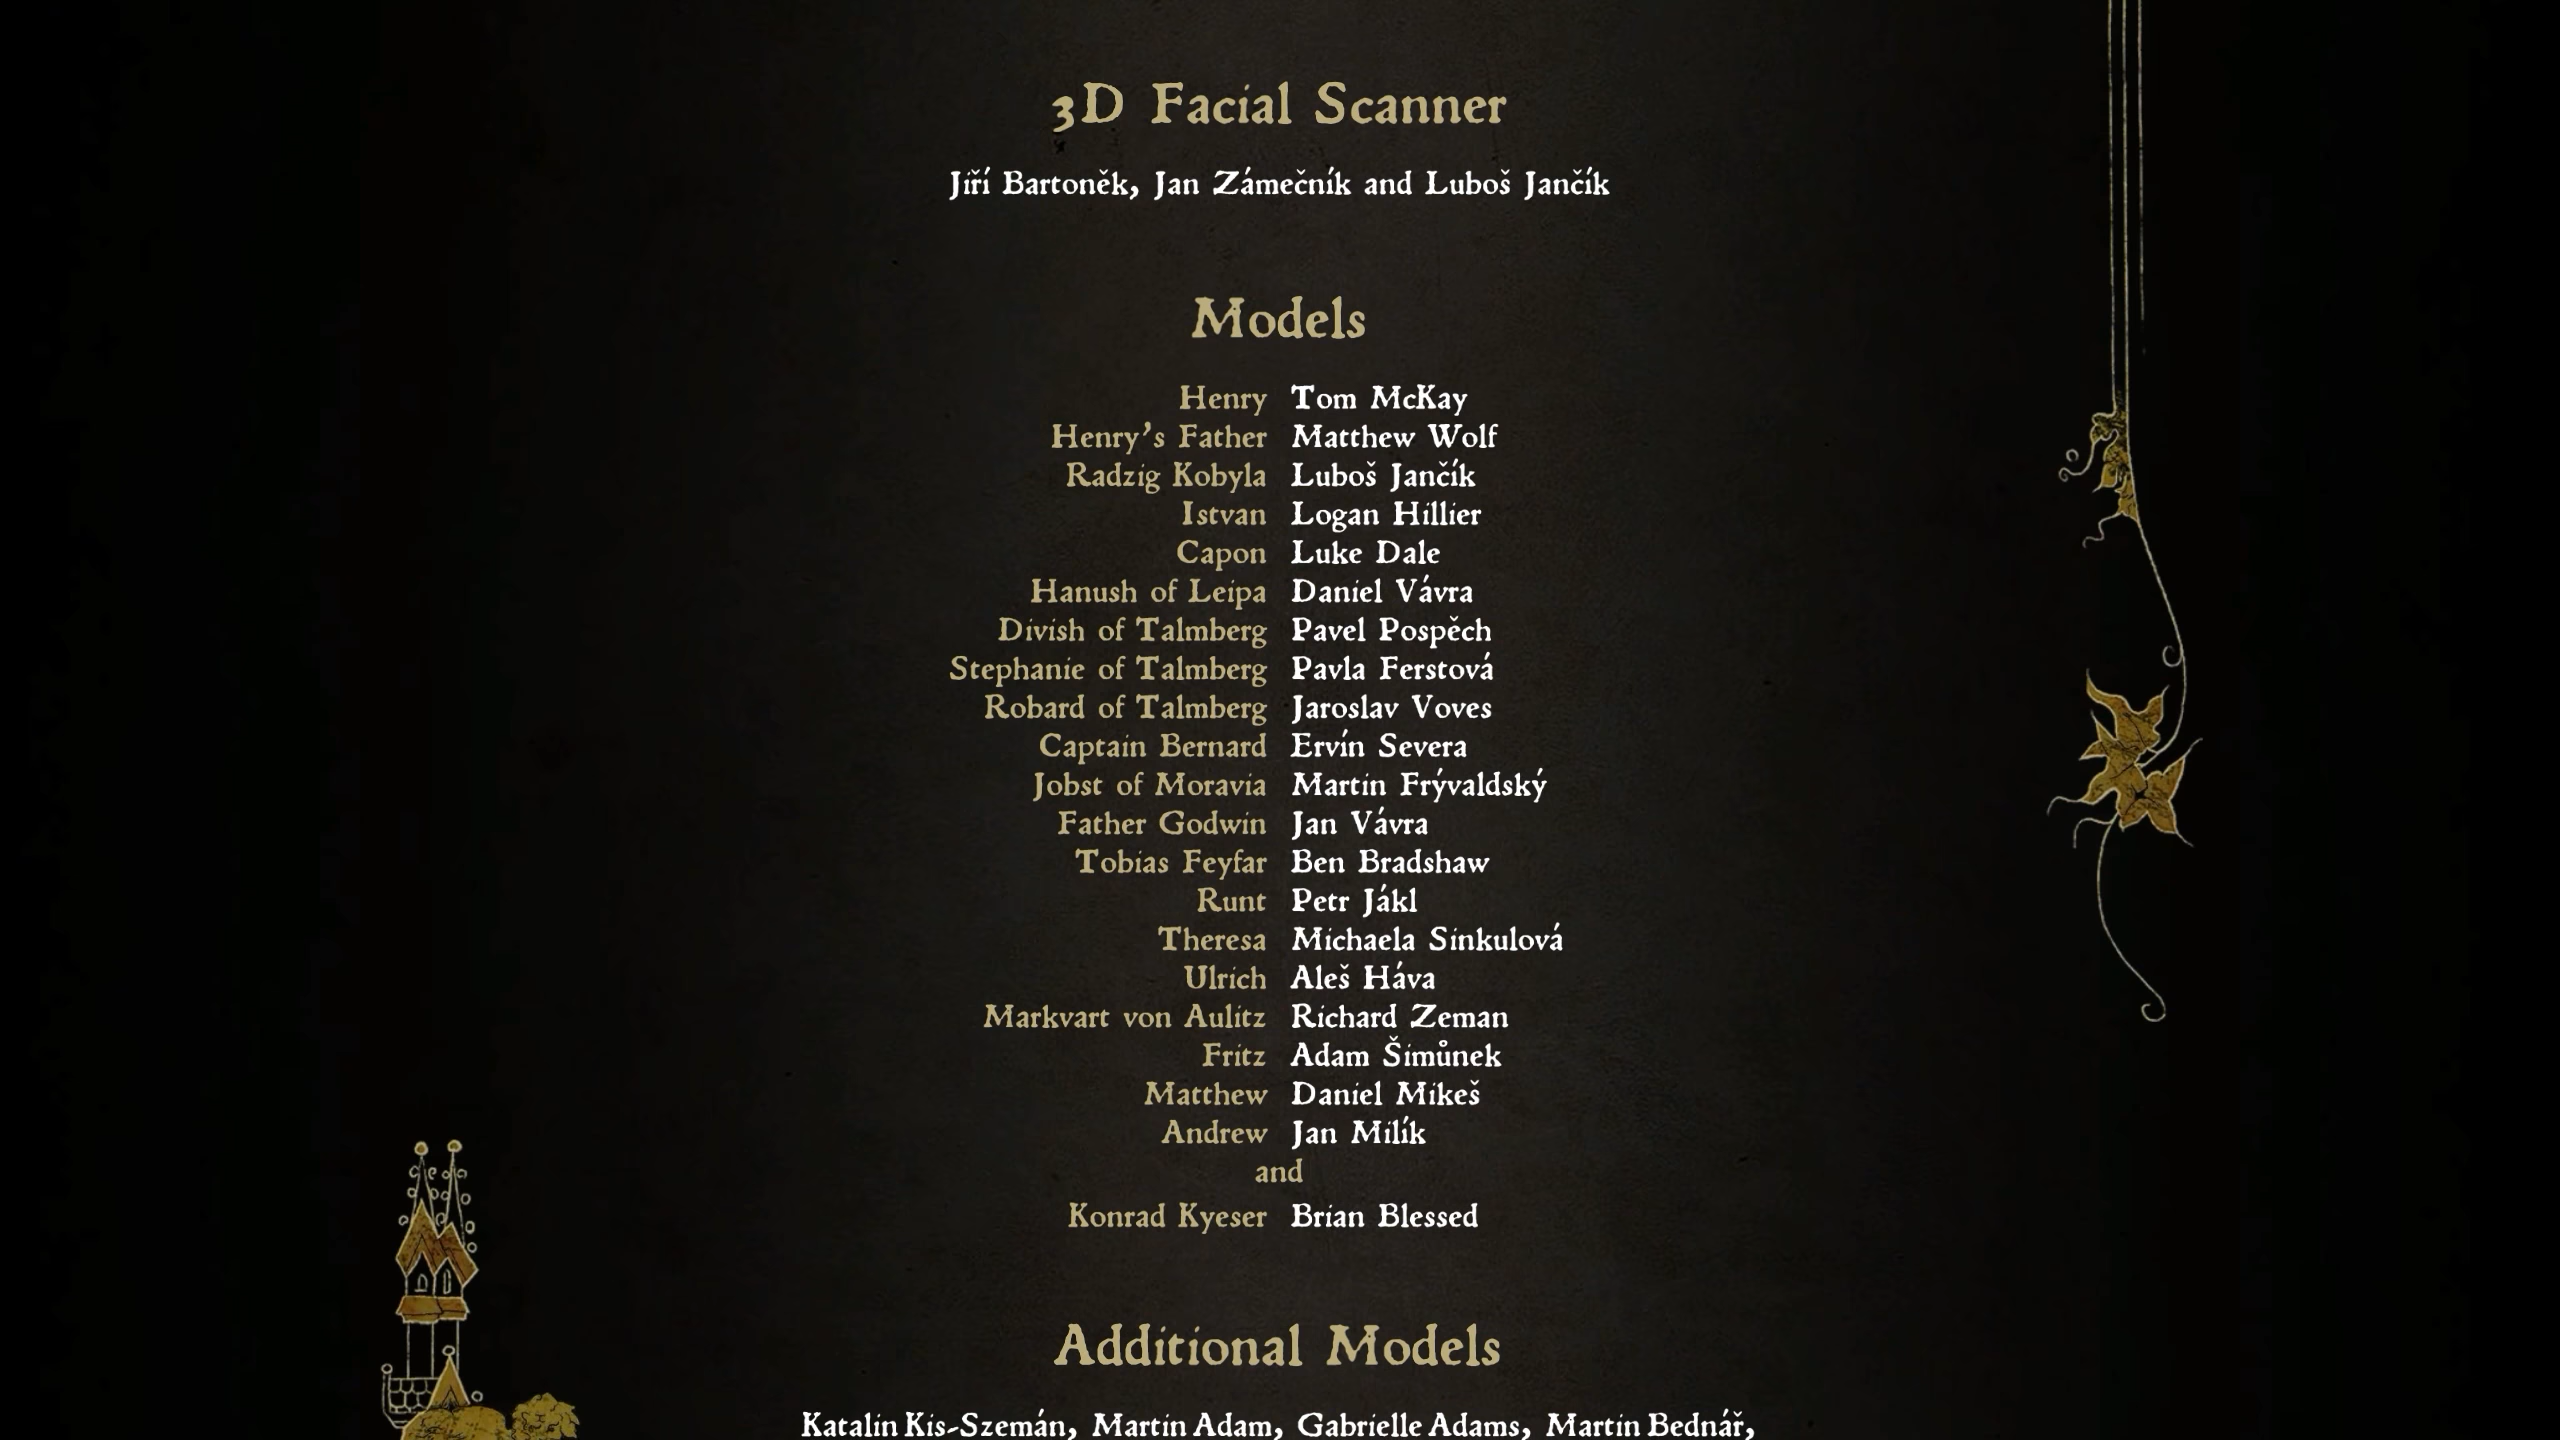 3D Facial Scanner
Jiří Bartoněk, Jan Zámečník and Luboš Jančík
Models
Henry Tom McKay
Henry's Father Matthew Wolf
Radzig Kobyla Luboš Jančík
Istvan Logan Hillier
Capon Luke Dale
Hanush of Leipa Daniel Vávra
Divish of Talmberg Pavel Pospěch
Stephanie of Talmberg Pavla Ferstová
Robard of Talmberg Jaroslav Voves
Captain Bernard Ervín Severa
Jobst of Moravia Martin Frývaldský
Father Godwin Jan Vávra
Tobias Feyfar Ben Bradshaw
Runt Petr Jákl
Theresa Michaela Sinkulová
Ulrich Aleš Háva
Markvart von Aulitz Richard Zeman
Fritz Adam Šimůnek
Matthew Daniel Mikeš
Andrew Jan Milík
and
Konrad Kyeser Brian Blessed
Additional Models
Katalin Kis-Szemán, Martin Adam, Gabrielle Adams, Martin Bednář,